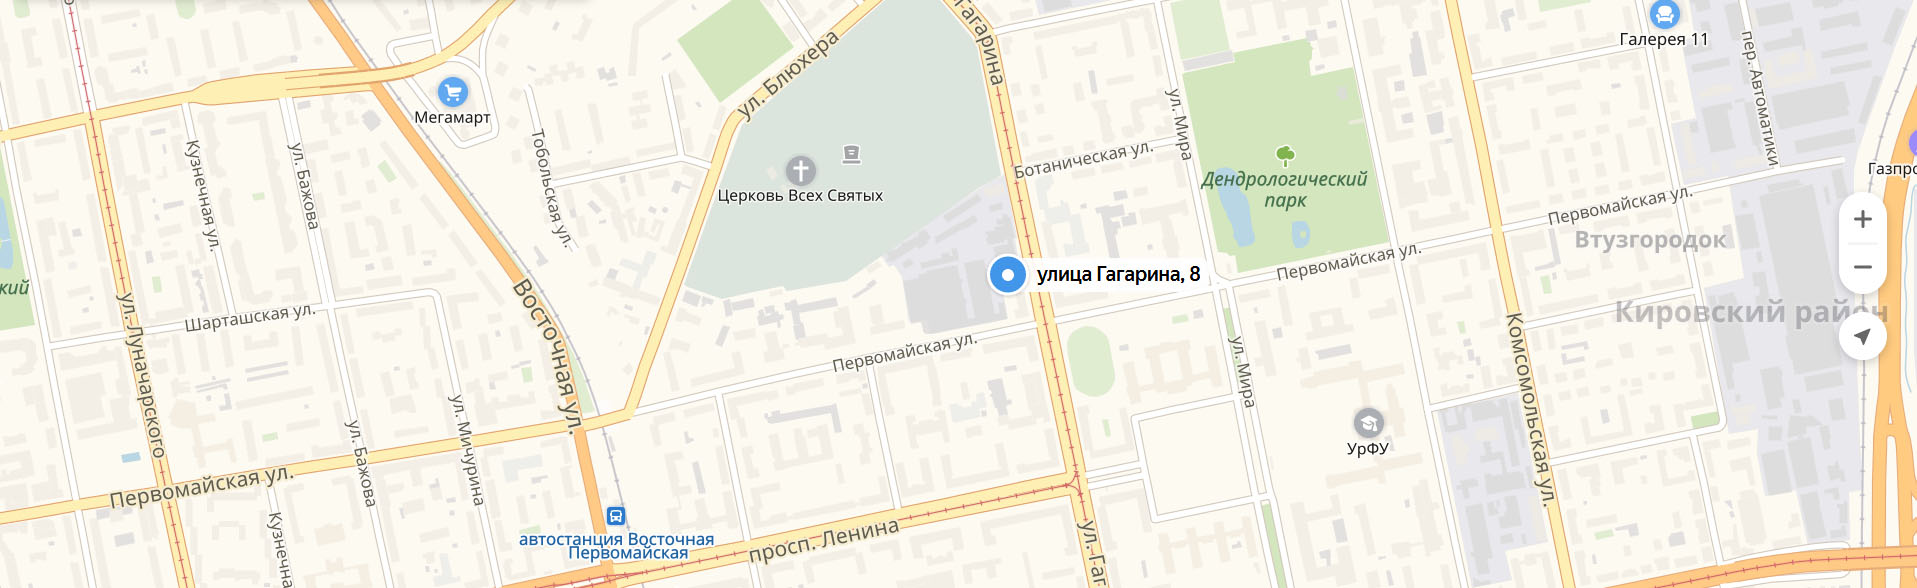 Гагарина
Галерея 11
ул. Блюхера
пер. Автоматики
Мегамарт
ул. Мира
Тобольская ул.
Кузнечная ул.
ул. Бажова
Ботаническая ул.
Церковь Всех Святых
Дендрологический
парк
Газпро
Первомайская ул.
Втузгородок
Первомайская ул.
улица Гагарина, 8
кий
Восточная ул.
ул. Луначарского
Шарташская ул.
Кировский район
Комсомольская ул.
Первомайская ул.
ул. Мира
ул. Мичурина
ул. Бажова
УрФУ
Первомайская ул.
Кузнечна
автостанция Восточная
Первомайская
просп. Ленина
ул. Гаг